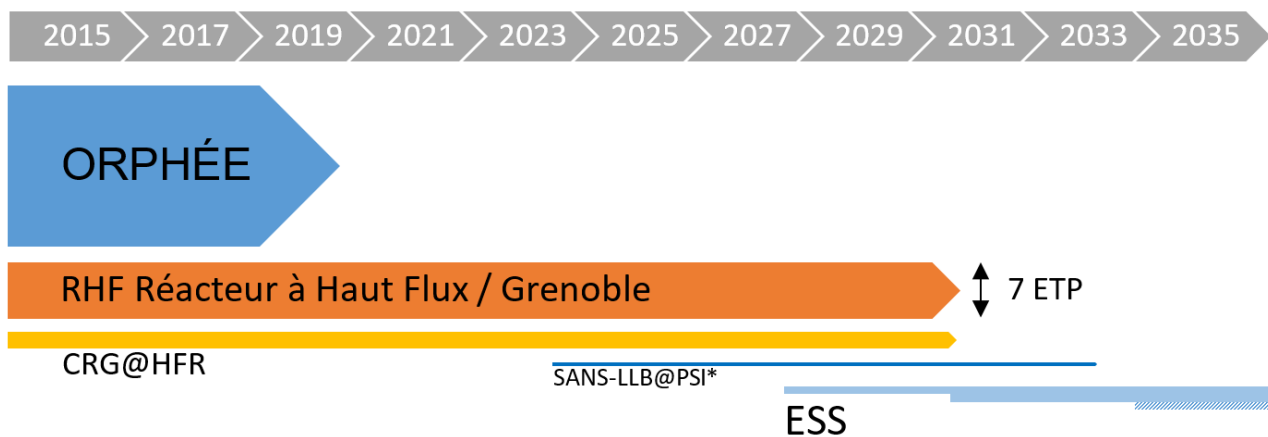 2015 2017 2019 2021 2023 2025 2027 2029 2031 2033 2035
ORPHÉE
RHF Réacteur à Haut Flux / Grenoble
7 ETP
CRG@HFR
SANS-LLB@PSI*
ESS